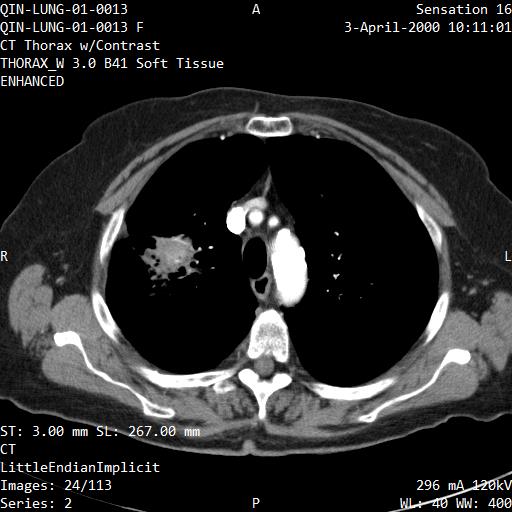 QIN-LUNG-01-0013 A Sensation 16
QIN-LUNG-01-0013 F 3-April-2000 10:11:01
CT Thorax w/Contrast
THORAX_W 3.0 B41 Soft Tissue
ENHANCED
R L
ST: 3.00 mm SL: 267.00 mm
CT
LittleEndianImplicit
Images: 24/113 296 mA 120kV
Series: 2 P WL: 40 WW: 400